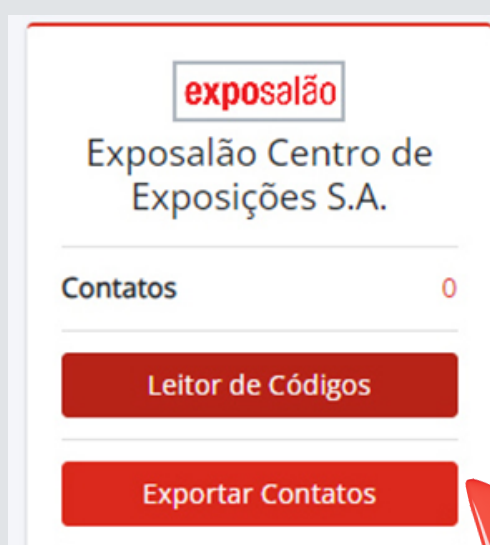 exposalão
Exposalão Centro de
Exposições S.A.
Contatos 0
Leitor de Códigos
Exportar Contatos